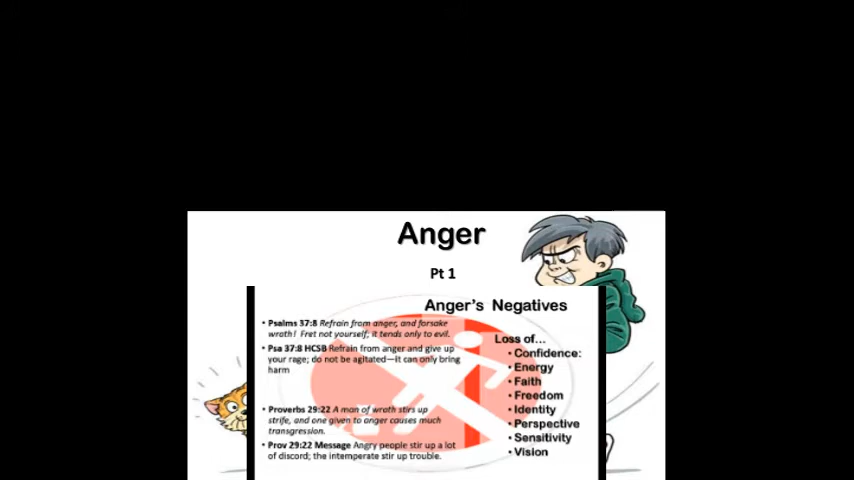 Anger
Pt 1
Anger's Negatives
• Psalms 37:8 Refrain from anger, and forsake
wrath! Fret not yourself; it tends only to evil.
• Psa 37:8 HCSB Refrain from anger and give up
your rage; do not be agitated—it can only bring
harm
• Proverbs 29:22 A man of wrath stirs up
strife, and one given to anger causes much
transgression.
• Prov 29:22 Message Angry people stir up a lot
of discord; the intemperate stir up trouble.
Loss of...
• Confidence:
• Energy
• Faith
• Freedom
• Identity
• Perspective
• Sensitivity
• Vision